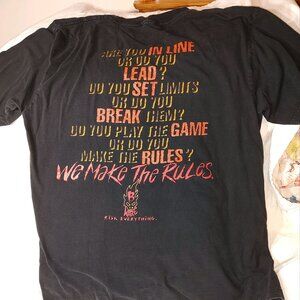 ARE YOU IN LINE
OR DO YOU
LEAD?
DO YOU SET LIMITS
OR DO YOU
BREAK THEM?
DO YOU PLAY THE GAME
OR DO YOU
MAKE THE RULES?
WE MAKE THE RULES.
RISK EVERYTHING.